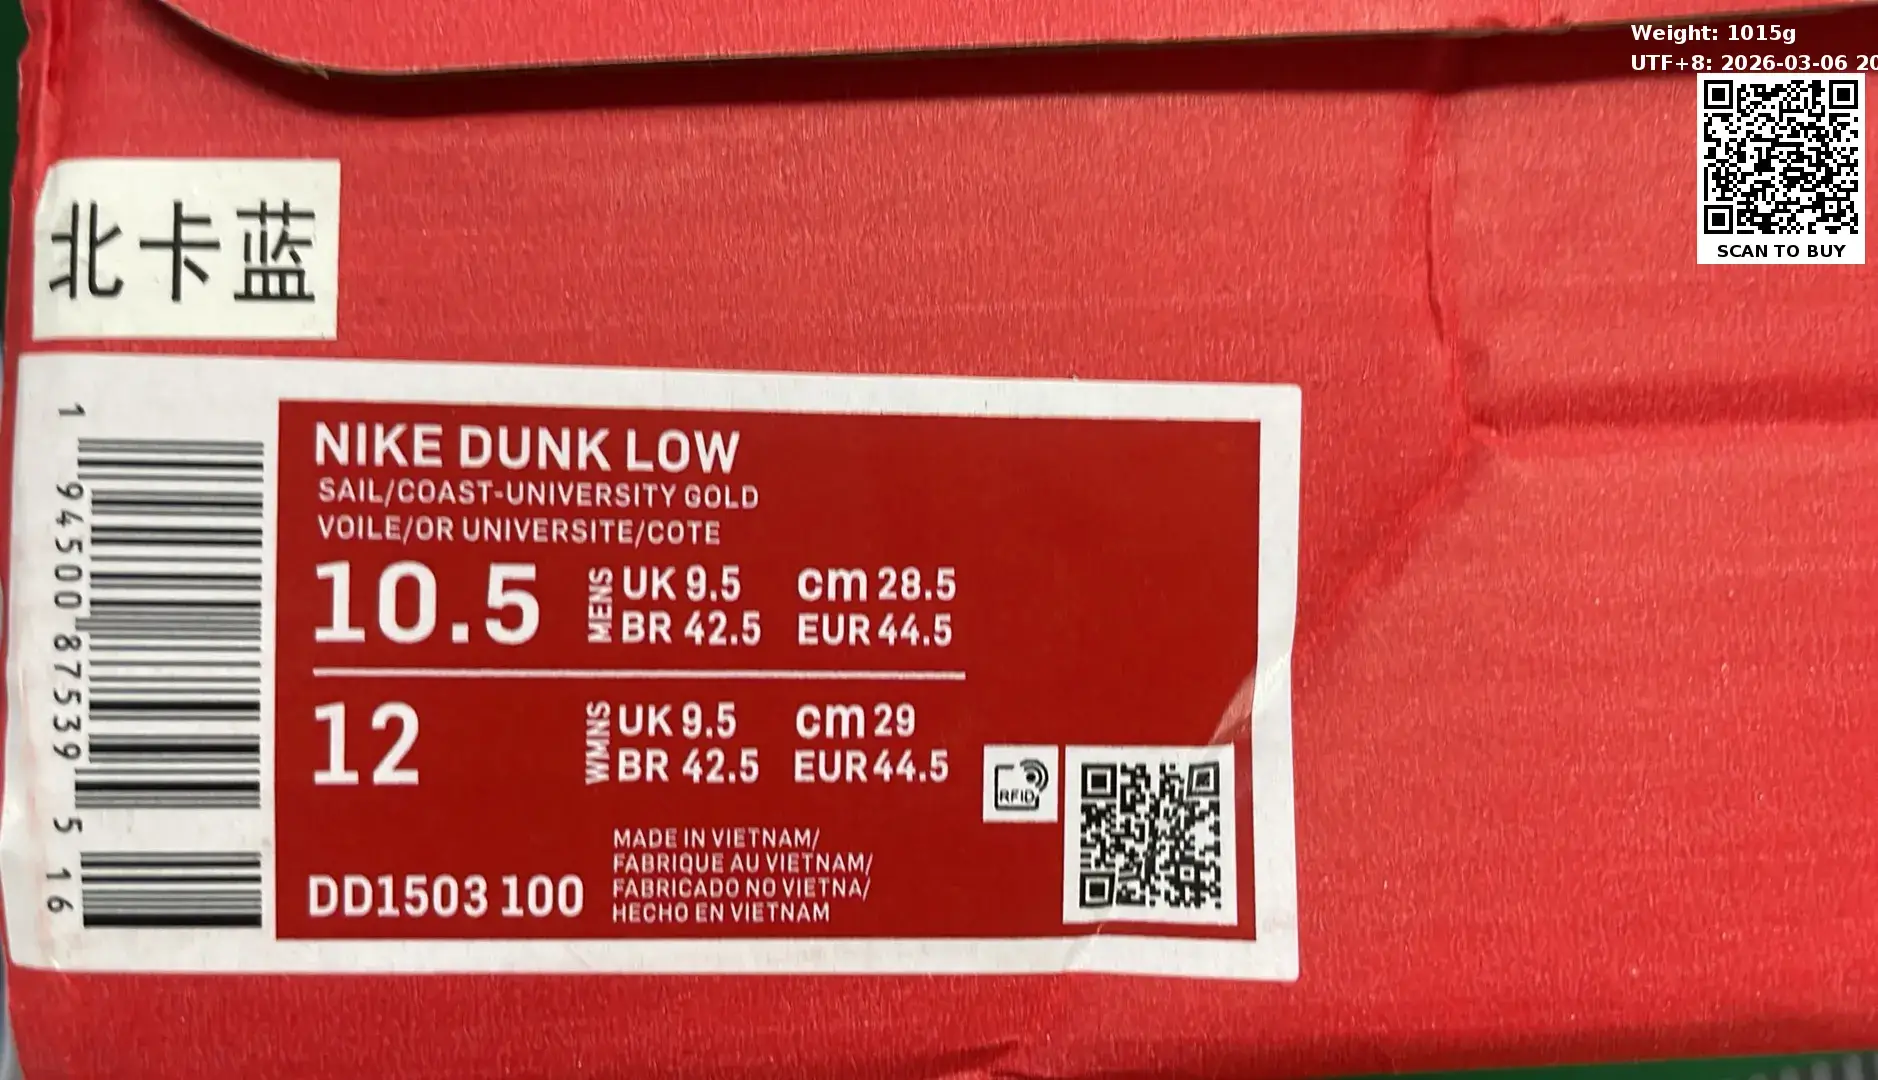 Weight: 1015g
UTF+8: 2026-03-06 20
SCAN TO BUY
北卡蓝
1 94500 87539 5 16
NIKE DUNK LOW
SAIL/COAST-UNIVERSITY GOLD
VOILE/OR UNIVERSITE/COTE
10.5 MENS UK 9.5 cm 28.5
BR 42.5 EUR 44.5
12 WMNS UK 9.5 cm 29
BR 42.5 EUR 44.5
RFID
MADE IN VIETNAM/
FABRIQUE AU VIETNAM/
FABRICADO NO VIETNA/
HECHO EN VIETNAM
DD1503 100